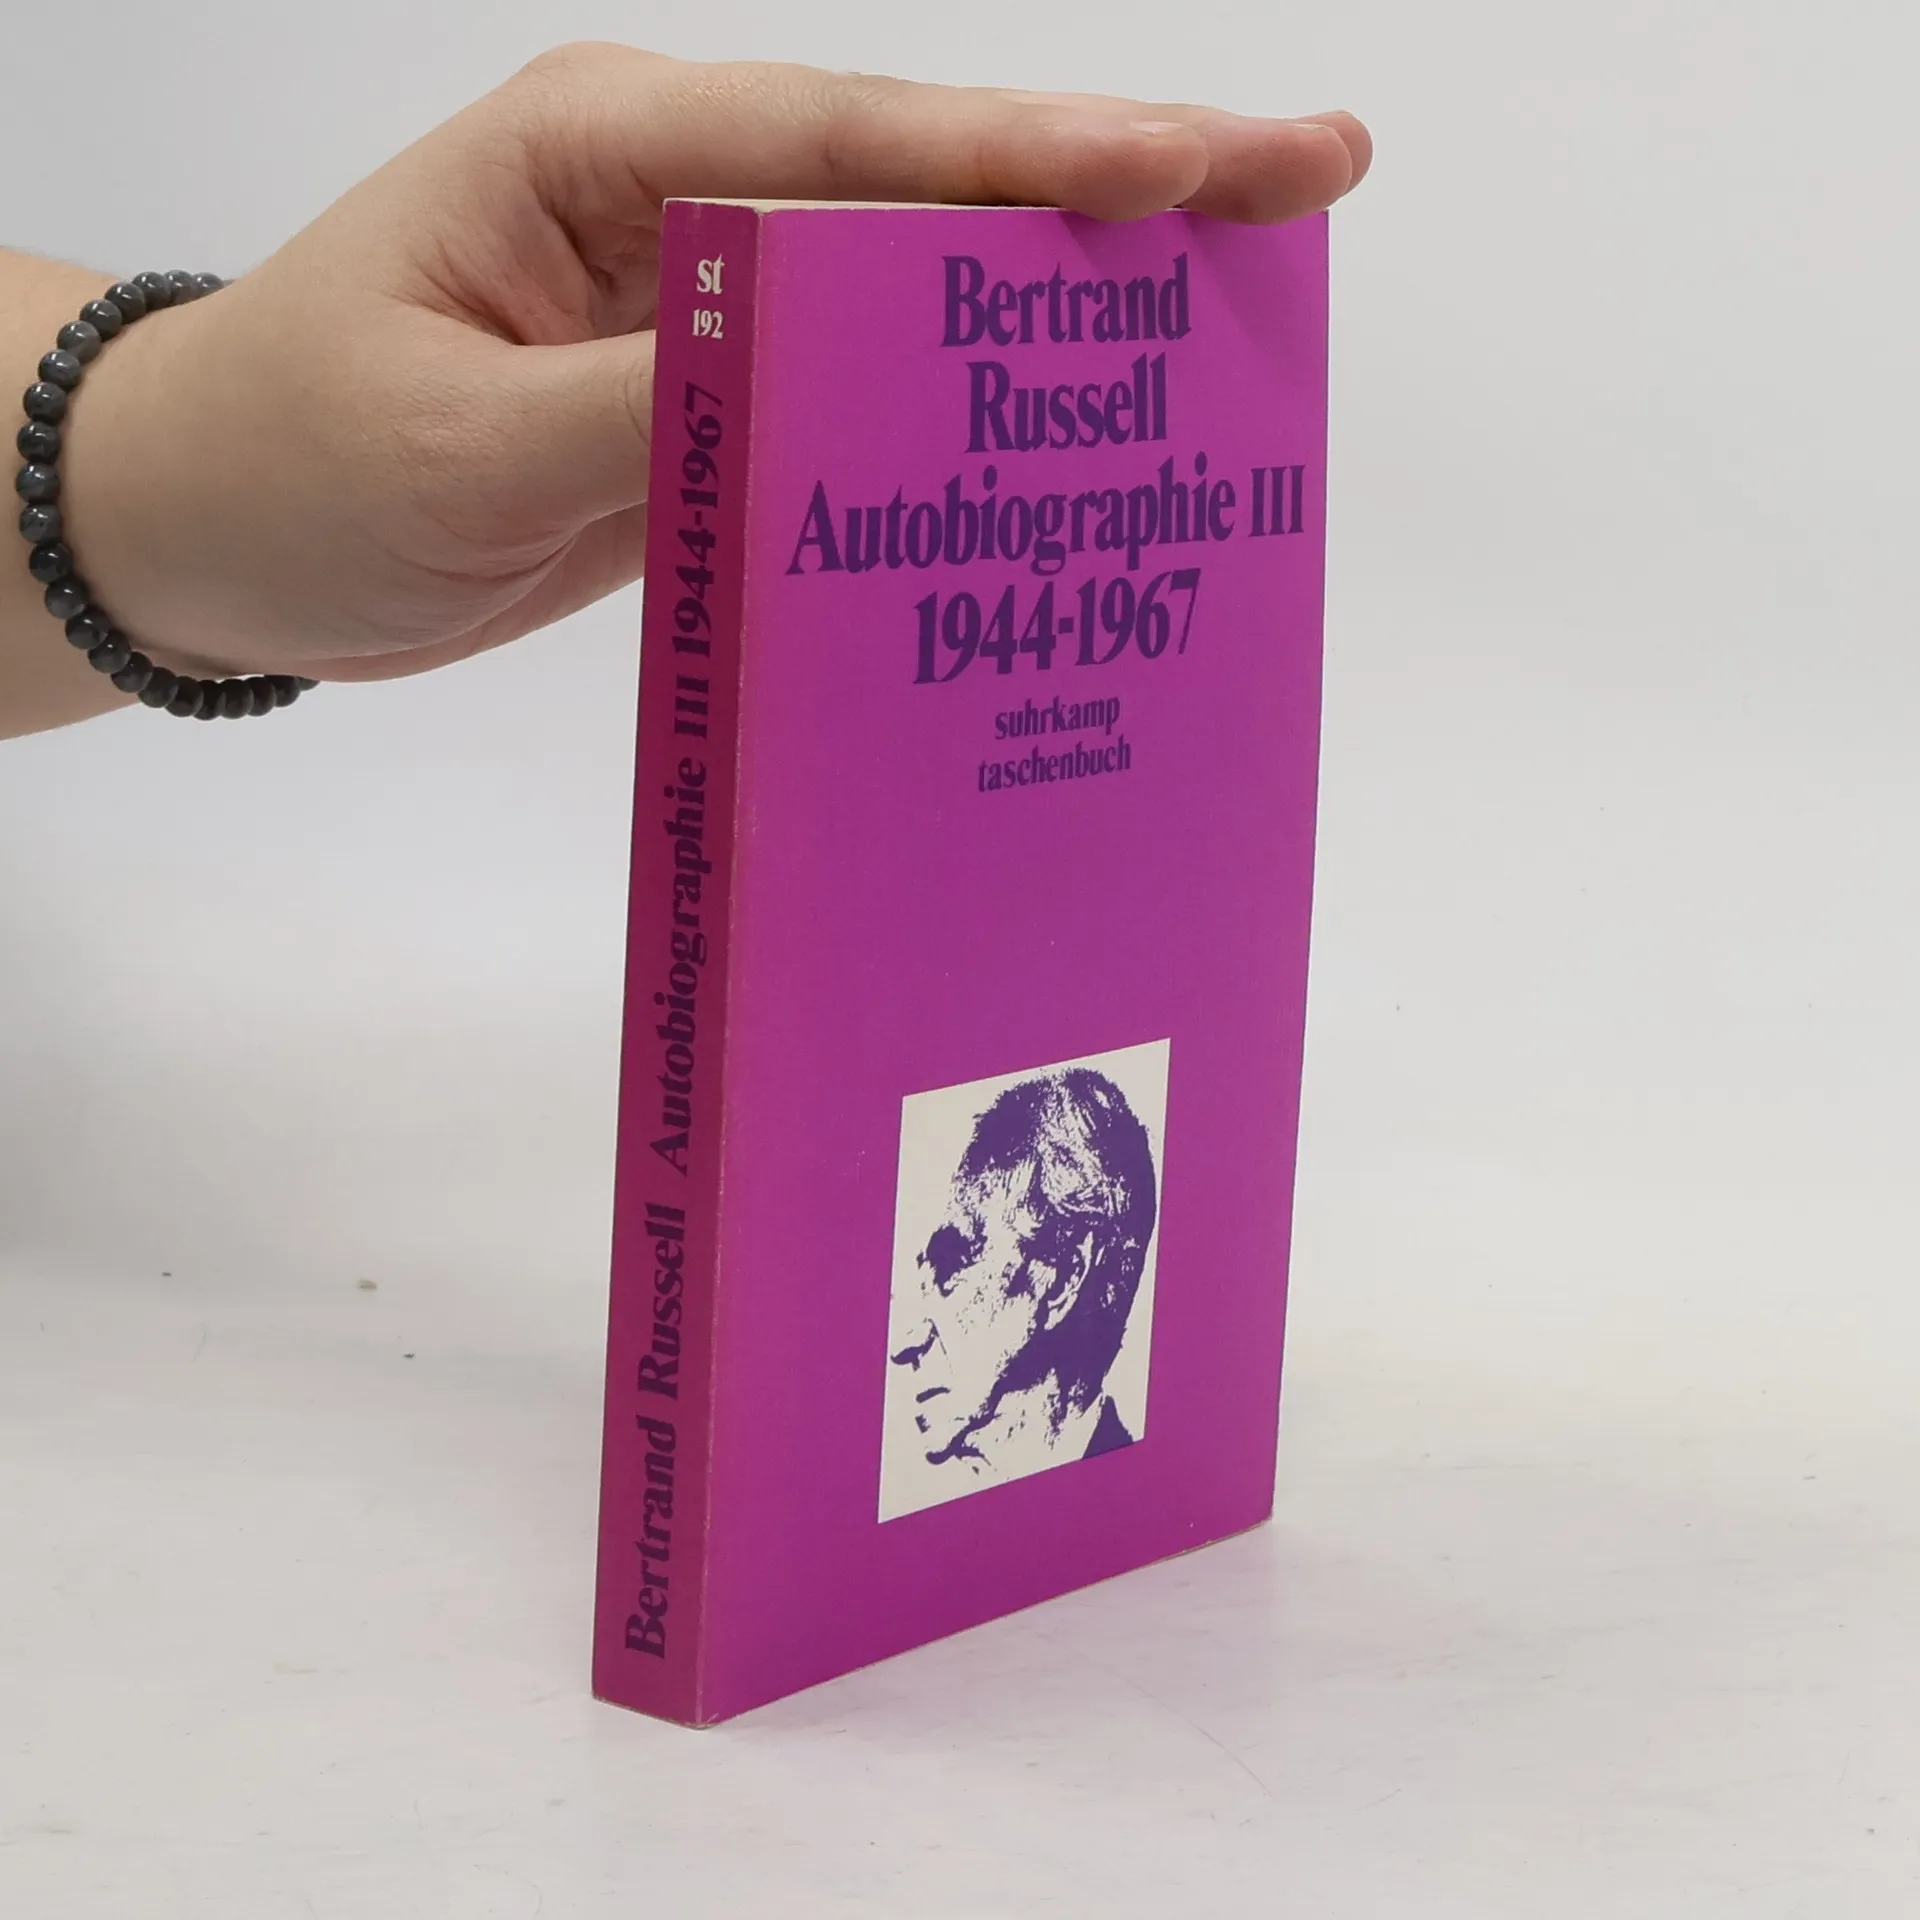 st
192
Bertrand Russell Autobiographie III 1944-1967
Bertrand
Russell
Autobiographie III
1944-1967
suhrkamp
taschenbuch